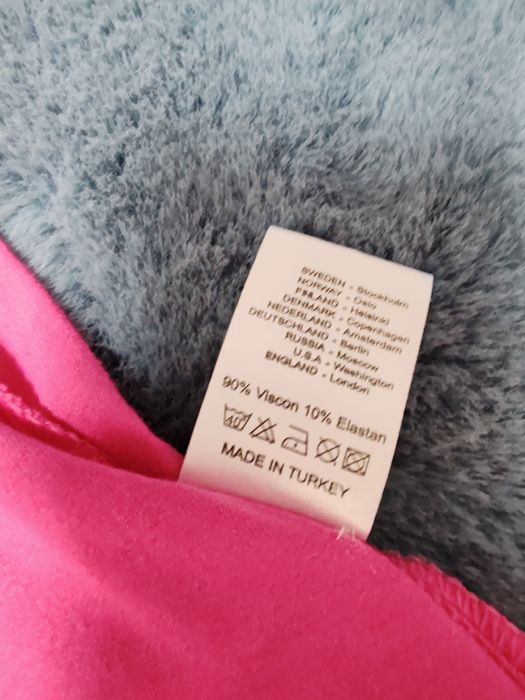 SWEDEN - Stockholm
NORWAY - Oslo
FINLAND - Helsinki
DENMARK - Copenhagen
NEDERLAND - Amsterdam
DEUTSCHLAND - Berlin
RUSSIA - Moscow
U.S.A - Washington
ENGLAND - London
90% Viscon 10% Elastan
40
MADE IN TURKEY